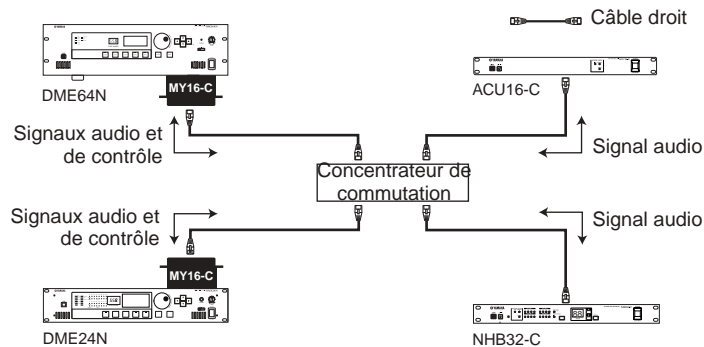 Câble droit
DME64N
MY16-C
ACU16-C
Signaux audio et
de contrôle
Signal audio
Concentrateur de
commutation
Signaux audio et
de contrôle
Signal audio
MY16-C
DME24N
NHB32-C